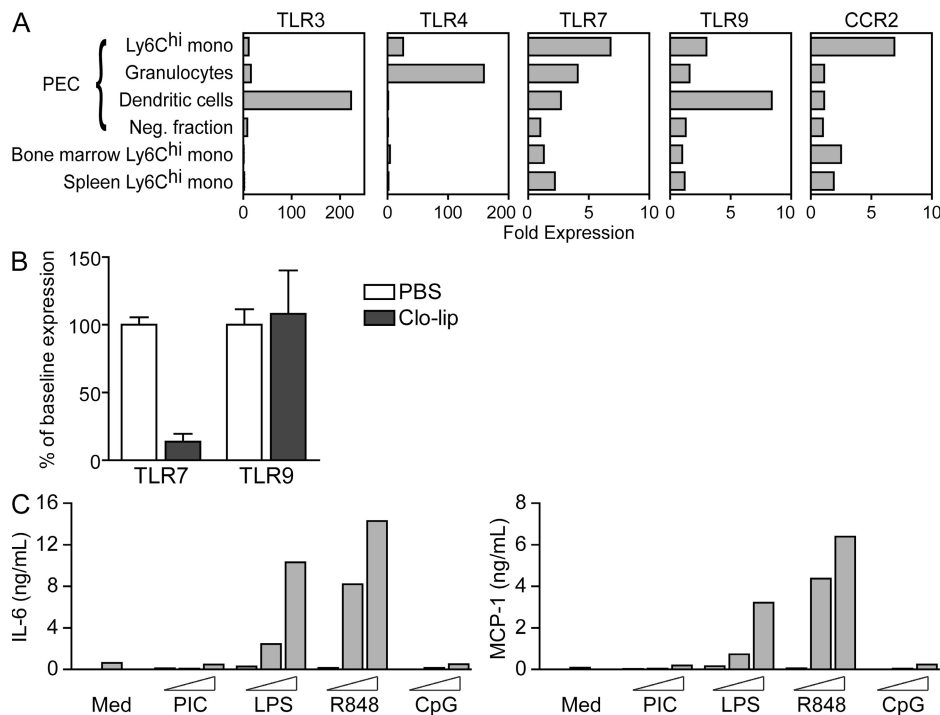 A
TLR3 TLR4 TLR7 TLR9 CCR2
PEC
Ly6Chi mono
Granulocytes
Dendritic cells
Neg. fraction
Bone marrow Ly6Chi mono
Spleen Ly6Chi mono
0 100 200 0 100 200 0 5 10 0 5 10 0 5 10
Fold Expression
B
% of baseline expression
150
100
50
0
TLR7 TLR9
PBS
Clo-lip
C
IL-6 (ng/mL)
16
12
8
4
0
Med PIC LPS R848 CpG
MCP-1 (ng/mL)
8
6
4
2
0
Med PIC LPS R848 CpG